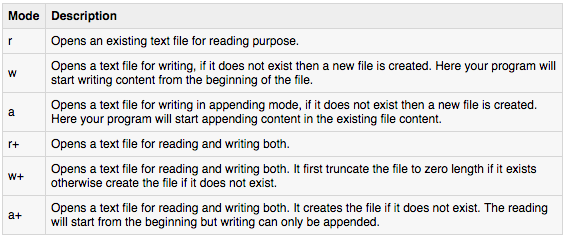 Mode Description
r Opens an existing text file for reading purpose.
w Opens a text file for writing, if it does not exist then a new file is created. Here your program will
start writing content from the beginning of the file.
a Opens a text file for writing in appending mode, if it does not exist then a new file is created.
Here your program will start appending content in the existing file content.
r+ Opens a text file for reading and writing both.
w+ Opens a text file for reading and writing both. It first truncate the file to zero length if it exists
otherwise create the file if it does not exist.
a+ Opens a text file for reading and writing both. It creates the file if it does not exist. The reading
will start from the beginning but writing can only be appended.